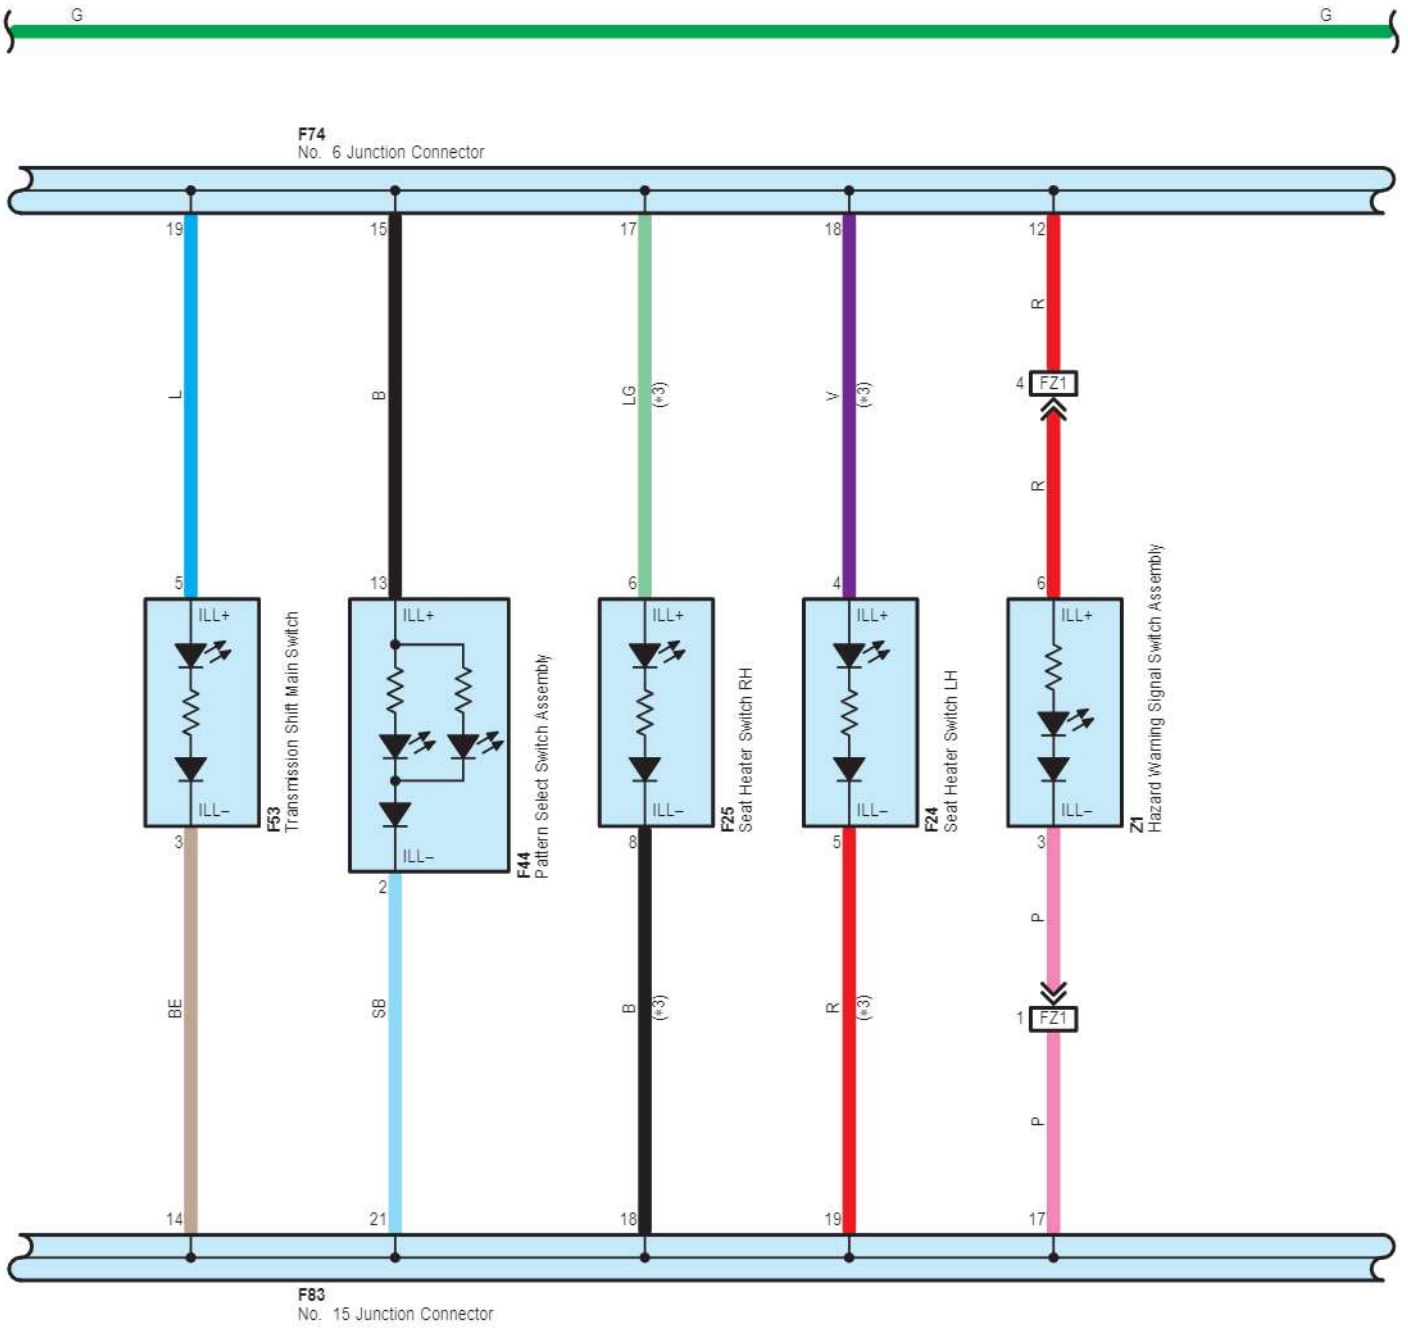 G
G
F74
No. 6 Junction Connector
19
15
17
18
12
R
4
FZ1
L
B
LG
(*3)
V
(*3)
R
5
13
6
4
6
ILL+
ILL+
ILL+
ILL+
ILL+
ILL−
ILL−
ILL−
ILL−
ILL−
F53
Transmission Shift Main Switch
F44
Pattern Select Switch Assembly
F25
Seat Heater Switch RH
F24
Seat Heater Switch LH
Z1
Hazard Warning Signal Switch Assembly
3
2
8
5
3
P
BE
SB
B
(*3)
R
(*3)
1
FZ1
P
14
21
18
19
17
F83
No. 15 Junction Connector